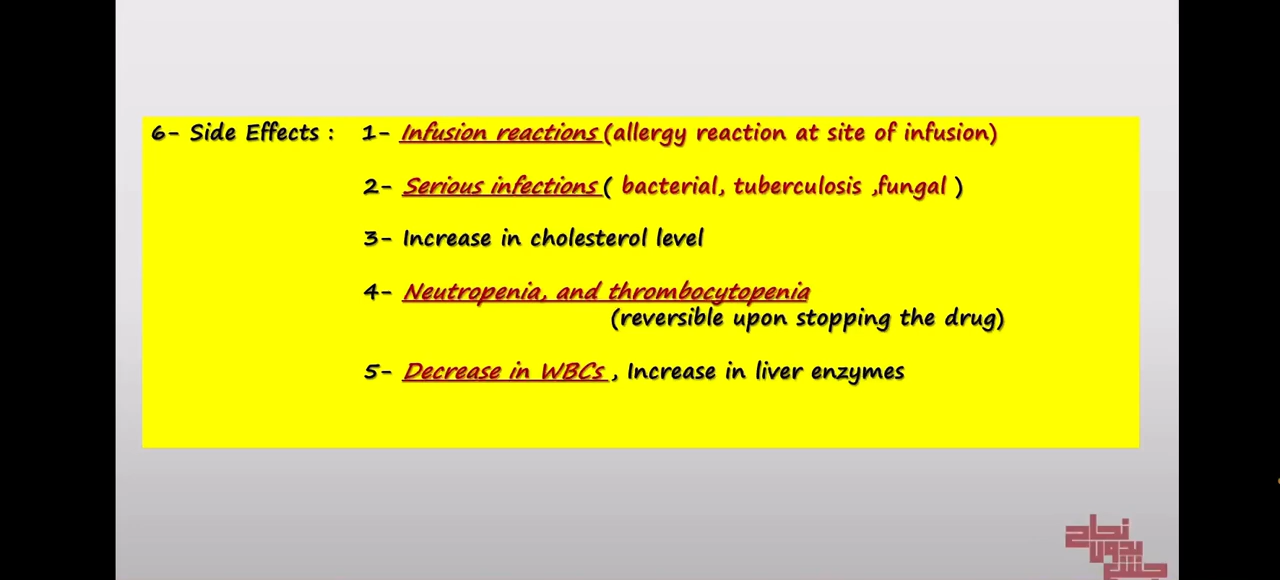 6- Side Effects : 1- Infusion reactions (allergy reaction at site of infusion)
2- Serious infections ( bacterial, tuberculosis ,fungal )
3- Increase in cholesterol level
4- Neutropenia, and thrombocytopenia
(reversible upon stopping the drug)
5- Decrease in WBCs , Increase in liver enzymes
نجاح
بدون